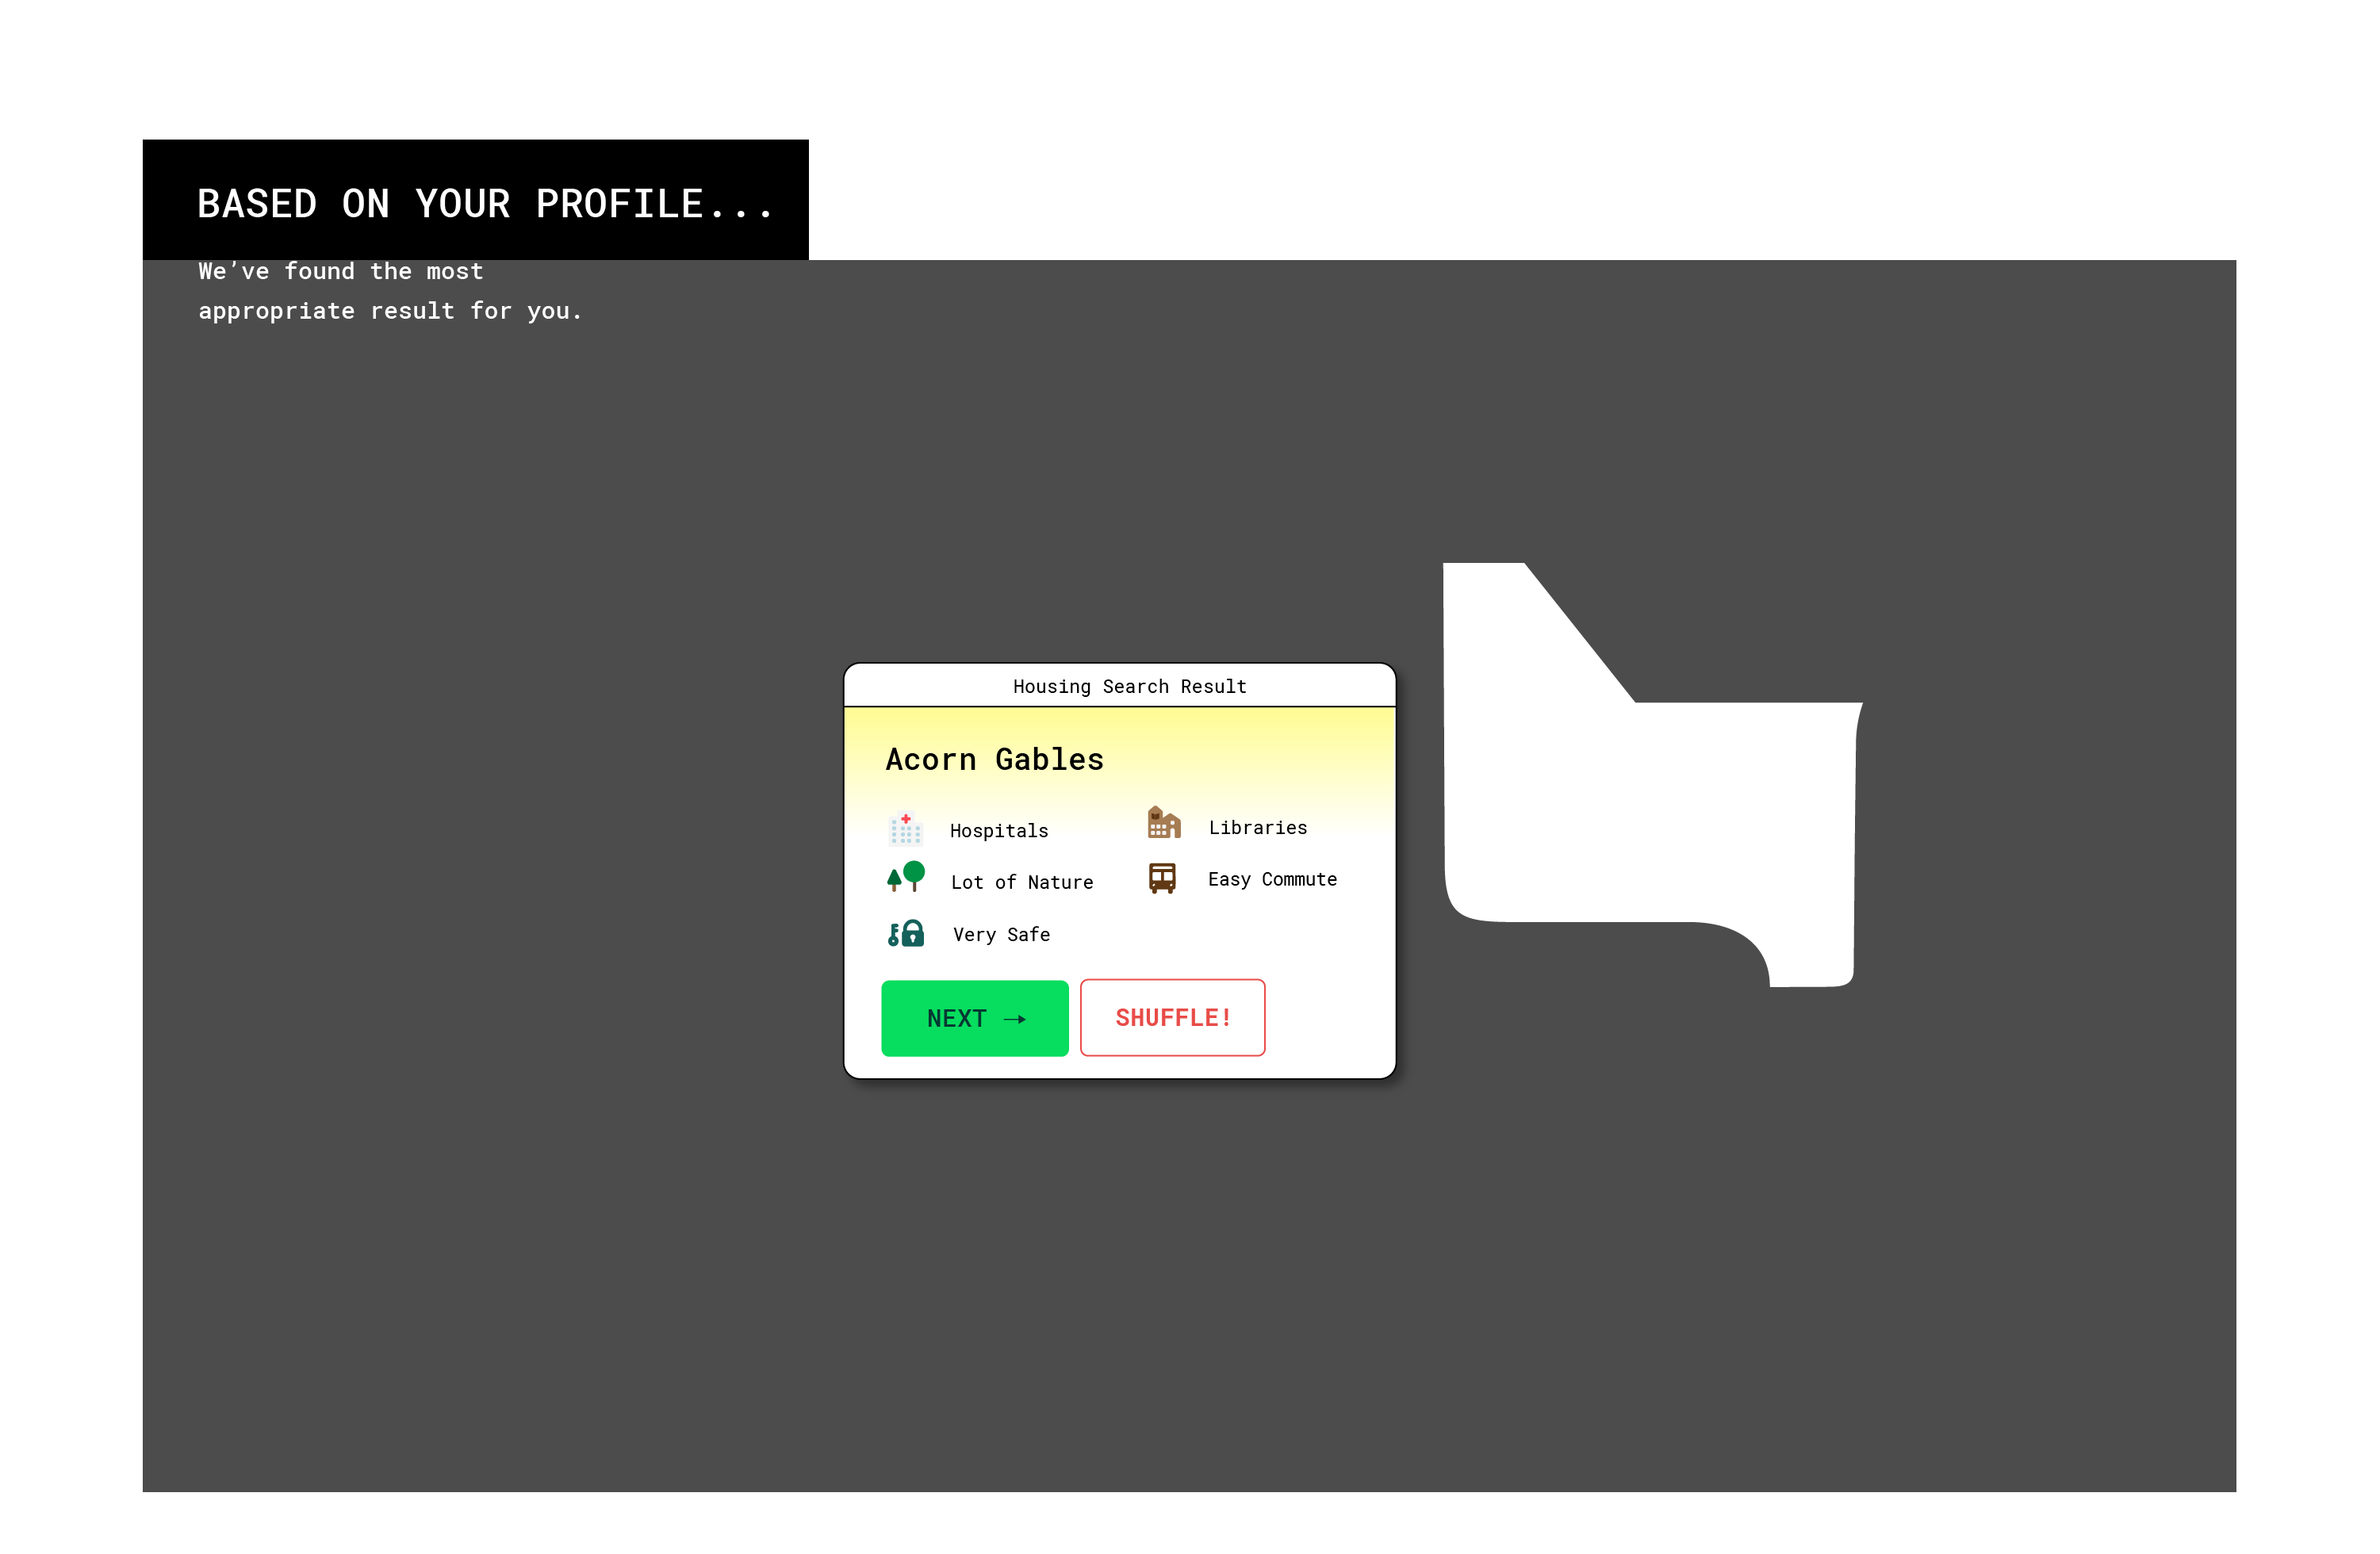 BASED ON YOUR PROFILE...
We’ve found the most
appropriate result for you.
Housing Search Result
Acorn Gables
Hospitals
Libraries
Lot of Nature
Easy Commute
Very Safe
NEXT →
SHUFFLE!